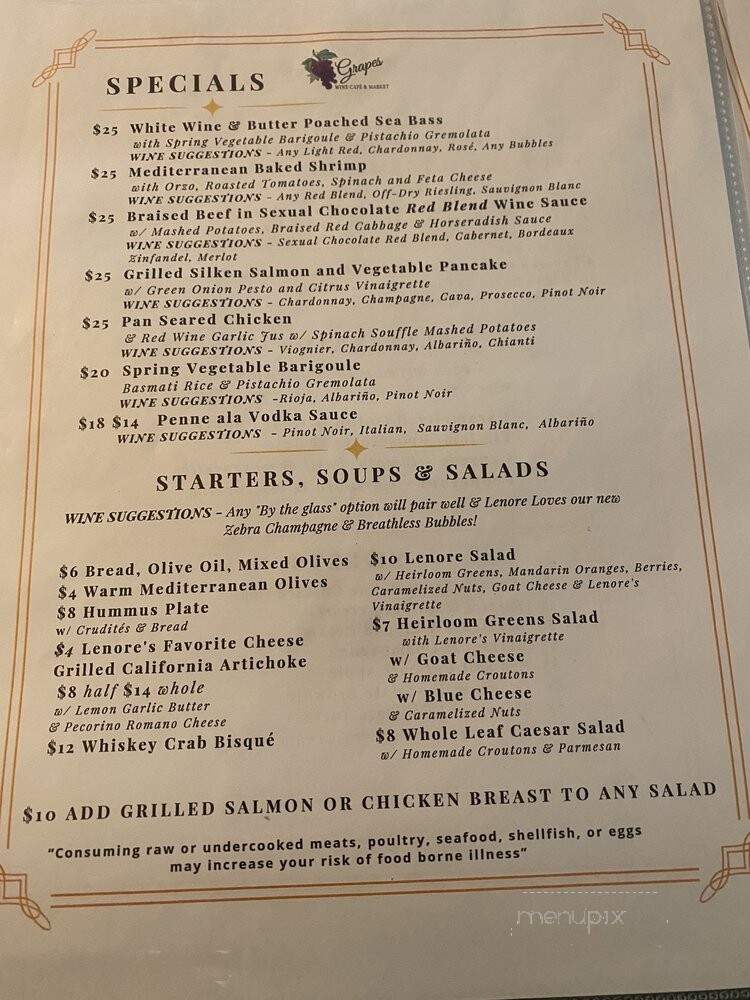 SPECIALS
Grapes
WINE CAFÉ & MARKET
$25 White Wine & Butter Poached Sea Bass
with Spring Vegetable Barigoule & Pistachio Gremolata
WINE SUGGESTIONS - Any Light Red, Chardonnay, Rosé, Any Bubbles
$25 Mediterranean Baked Shrimp
with Orzo, Roasted Tomatoes, Spinach and Feta Cheese
WINE SUGGESTIONS - Any Red Blend, Off-Dry Riesling, Sauvignon Blanc
$25 Braised Beef in Sexual Chocolate Red Blend Wine Sauce
w/ Mashed Potatoes, Braised Red Cabbage & Horseradish Sauce
WINE SUGGESTIONS - Sexual Chocolate Red Blend, Cabernet, Bordeaux
Zinfandel, Merlot
$25 Grilled Silken Salmon and Vegetable Pancake
w/ Green Onion Pesto and Citrus Vinaigrette
WINE SUGGESTIONS - Chardonnay, Champagne, Cava, Prosecco, Pinot Noir
$25 Pan Seared Chicken
& Red Wine Garlic Jus w/ Spinach Souffle Mashed Potatoes
WINE SUGGESTIONS - Viognier, Chardonnay, Albariño, Chianti
$20 Spring Vegetable Barigoule
Basmati Rice & Pistachio Gremolata
WINE SUGGESTIONS -Rioja, Albariño, Pinot Noir
$18 $14 Penne ala Vodka Sauce
WINE SUGGESTIONS - Pinot Noir, Italian, Sauvignon Blanc, Albariño
STARTERS, SOUPS & SALADS
WINE SUGGESTIONS - Any "By the glass" option will pair well & Lenore Loves our new
Zebra Champagne & Breathless Bubbles!
$6 Bread, Olive Oil, Mixed Olives
$4 Warm Mediterranean Olives
$8 Hummus Plate
w/ Crudités & Bread
$4 Lenore's Favorite Cheese
Grilled California Artichoke
$8 half $14 whole
w/ Lemon Garlic Butter
& Pecorino Romano Cheese
$12 Whiskey Crab Bisqué
$10 Lenore Salad
w/ Heirloom Greens, Mandarin Oranges, Berries,
Caramelized Nuts, Goat Cheese & Lenore's
Vinaigrette
$7 Heirloom Greens Salad
with Lenore's Vinaigrette
w/ Goat Cheese
& Homemade Croutons
w/ Blue Cheese
& Caramelized Nuts
$8 Whole Leaf Caesar Salad
w/ Homemade Croutons & Parmesan
$10 ADD GRILLED SALMON OR CHICKEN BREAST TO ANY SALAD
"Consuming raw or undercooked meats, poultry, seafood, shellfish, or eggs
may increase your risk of food borne illness"
menupix